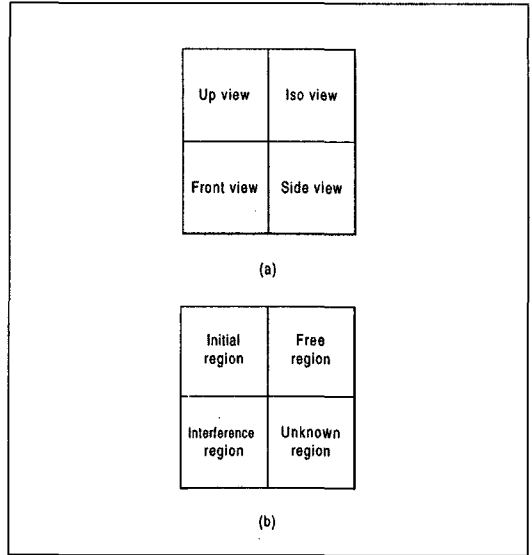 Up view
Iso view
Front view
Side view
(a)
Initial
region
Free
region
Interference
region
Unknown
region
(b)